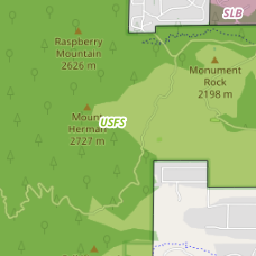 SLB
Raspberry
Mountain
2626 m
Monument
Rock
2198 m
Mount
Herman
2727 m
USFS